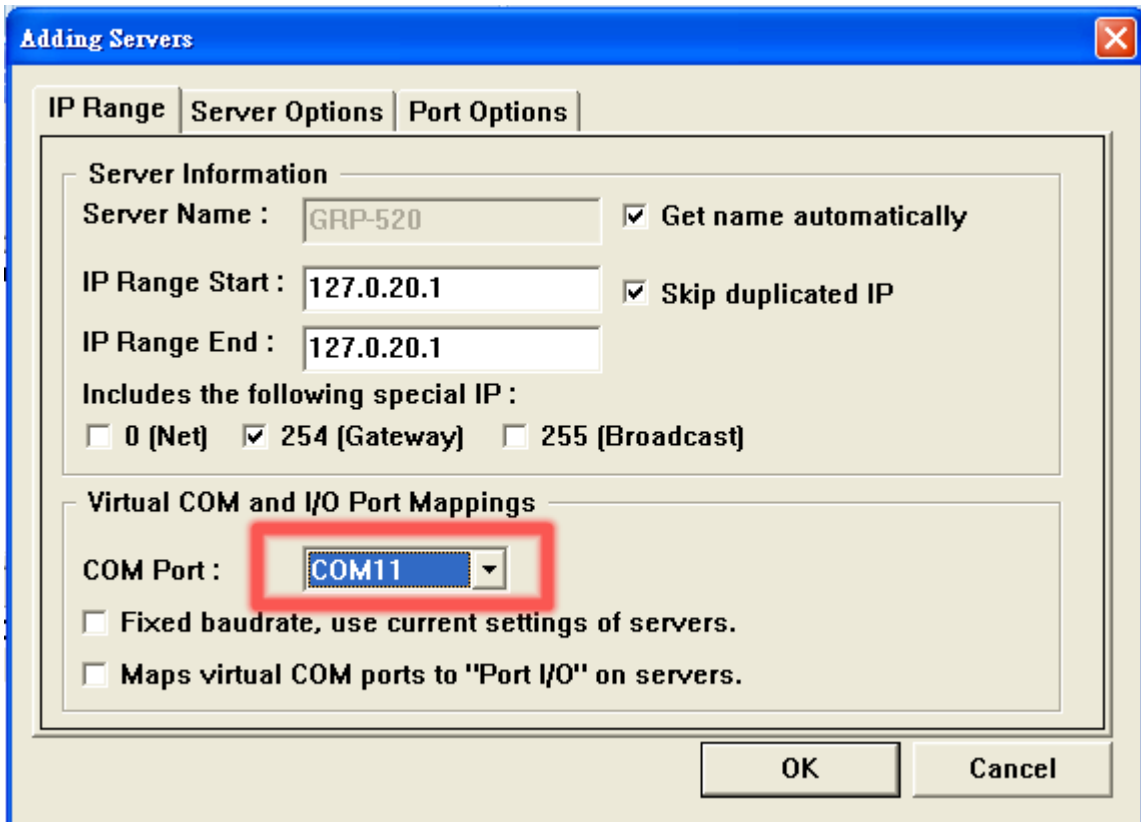 Adding Servers
IP Range Server Options Port Options
Server Information
Server Name : GRP-520 Get name automatically
IP Range Start : 127.0.20.1 Skip duplicated IP
IP Range End : 127.0.20.1
Includes the following special IP :
0 (Net) 254 (Gateway) 255 (Broadcast)
Virtual COM and I/O Port Mappings
COM Port : COM11
Fixed baudrate, use current settings of servers.
Maps virtual COM ports to "Port I/O" on servers.
OK Cancel